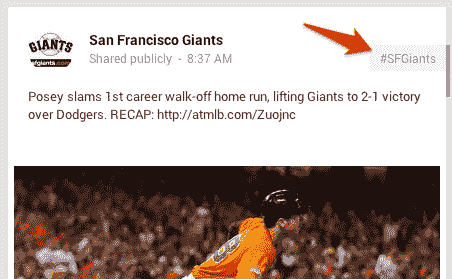 GIANTS
sfgiants.com
San Francisco Giants
Shared publicly - 8:37 AM
#SFGiants
Posey slams 1st career walk-off home run, lifting Giants to 2-1 victory
over Dodgers. RECAP: http://atmlb.com/Zuojnc